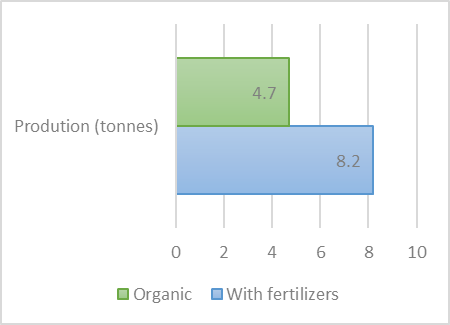 4.7
Prodution (tonnes)
8.2
0 2 4 6 8 10
Organic With fertilizers